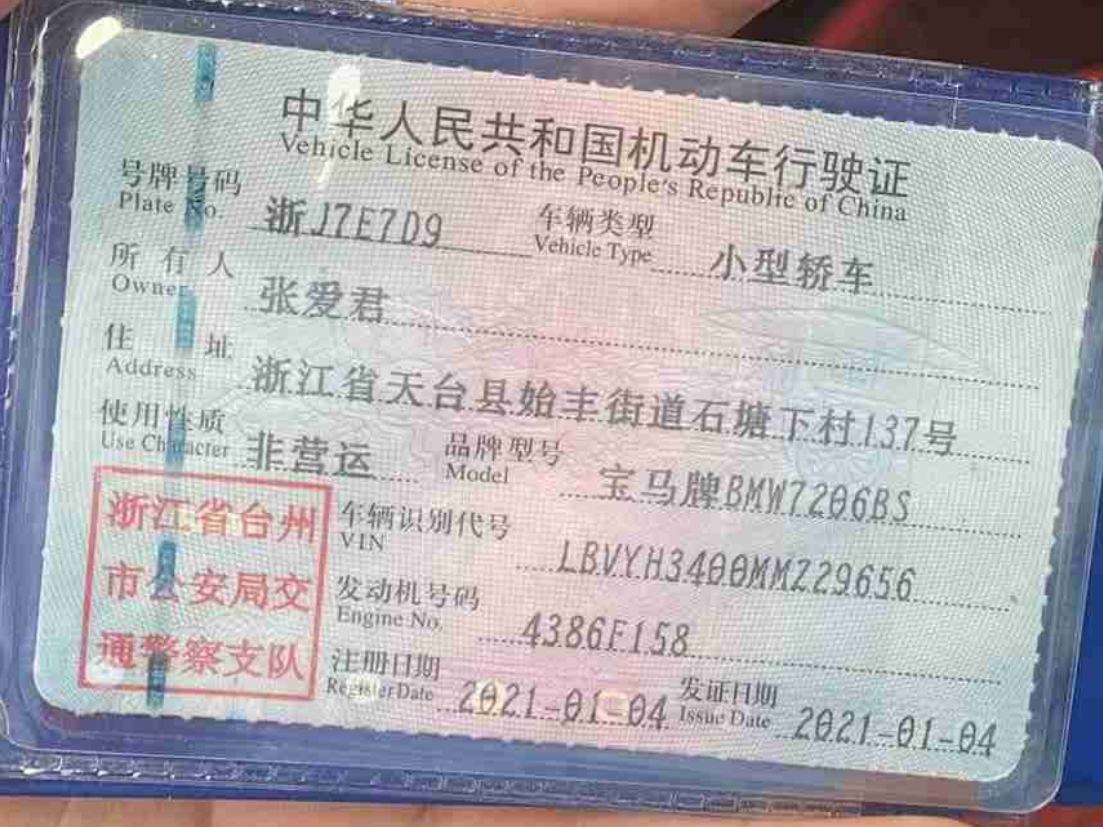 中华人民共和国机动车行驶证
Vehicle License of the People's Republic of China
号牌号码 浙J7E7D9 车辆类型 小型轿车
Plate No. Vehicle Type
所有人 张爱君
Owner
住址 浙江省天台县始丰街道石塘下村137号
Address
使用性质 非营运 品牌型号 宝马牌BMW7206BS
Use Character Model
浙江省台州
市公安局交
通警察支队
车辆识别代号 LBVYH3400MMZ29656
VIN
发动机号码 4386F158
Engine No.
注册日期 2021-01-04 发证日期 2021-01-04
Register Date Issue Date